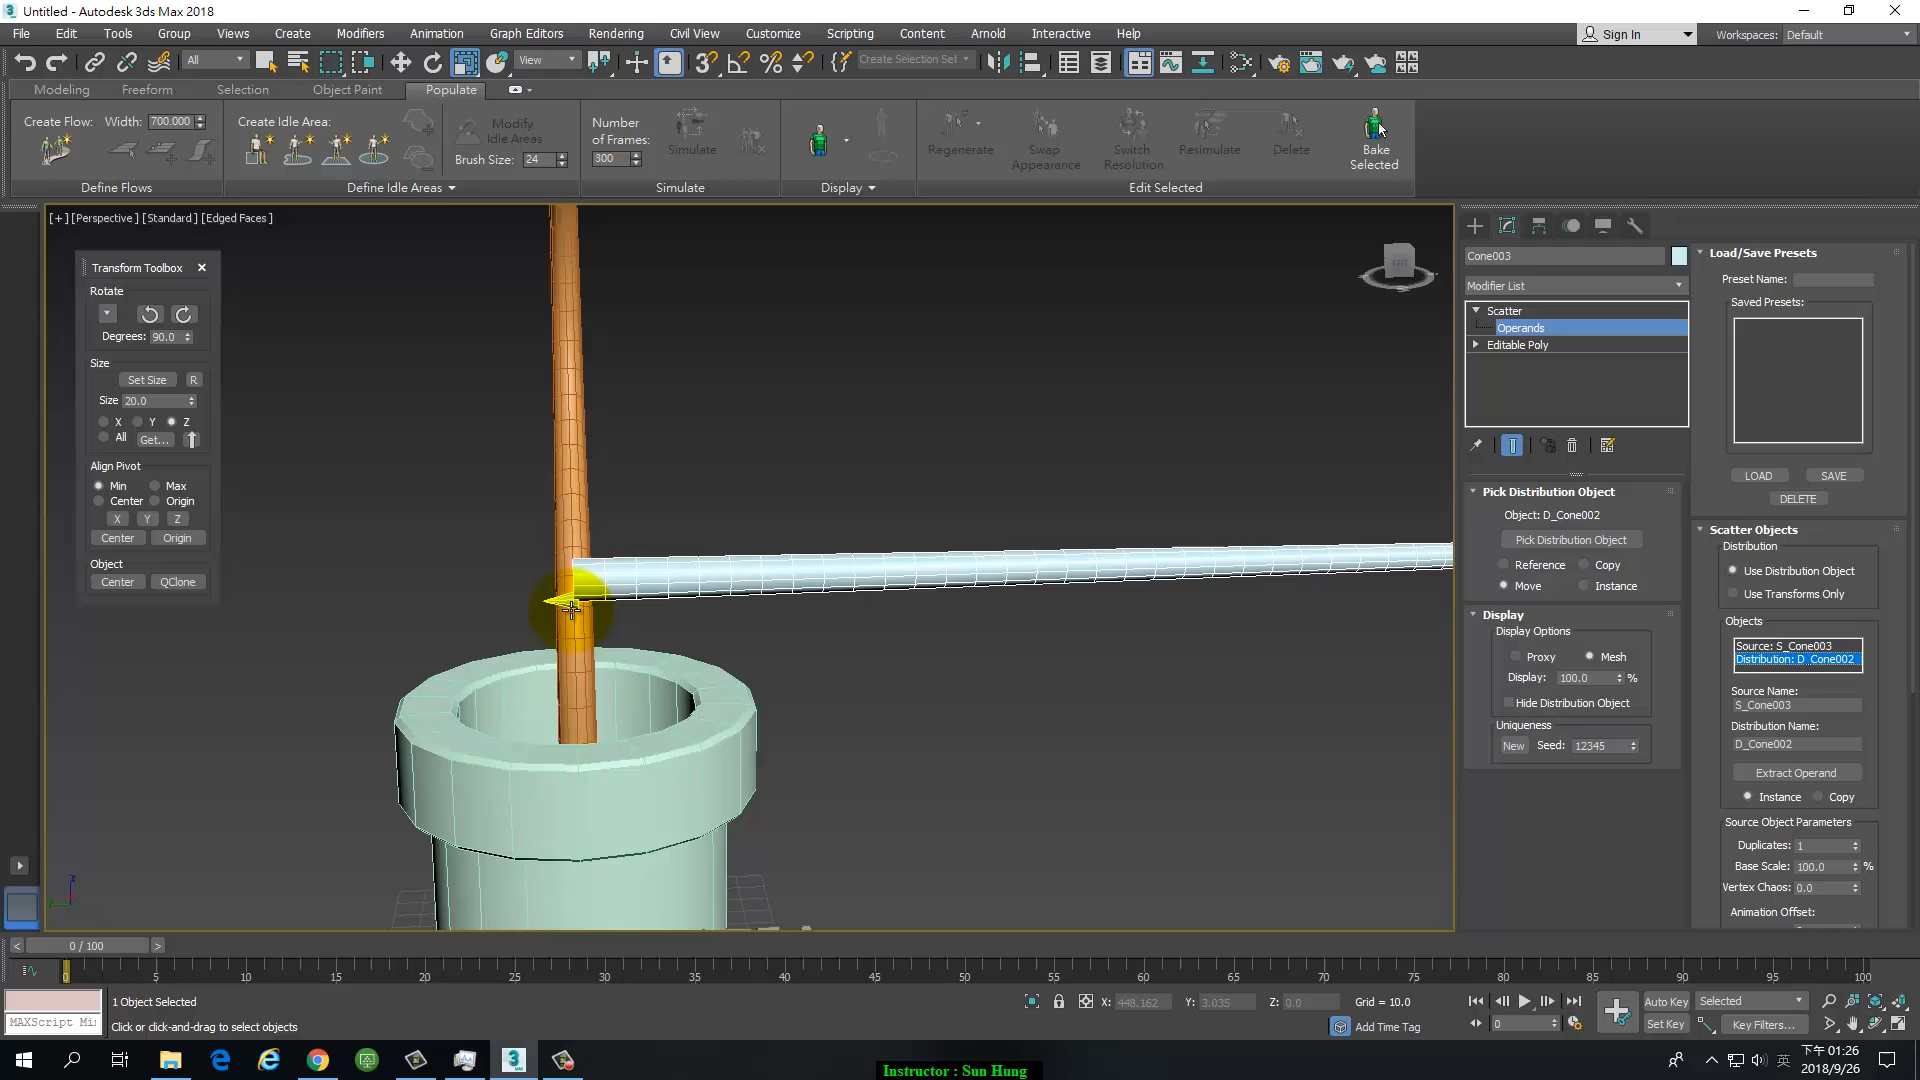 Untitled - Autodesk 3ds Max 2018
File Edit Tools Group Views Create Modifiers Animation Graph Editors Rendering Civil View Customize Scripting Content Arnold Interactive Help
Sign In Workspaces: Default
All View Create Selection Set
Modeling Freeform Selection Object Paint Populate
Create Flow: Width: 700.000
Create Idle Area:
Modify Idle Areas
Brush Size: 24
Number of Frames:
300
Simulate
Regenerate Swap Appearance Switch Resolution Resimulate Delete Bake Selected
Define Flows Define Idle Areas Simulate Display Edit Selected
[+] [Perspective] [Standard] [Edged Faces]
Transform Toolbox
Rotate
Degrees: 90.0
Size
Set Size R
Size 20.0
X Y Z
All Get...
Align Pivot
Min Max
Center Origin
X Y Z
Center Origin
Object
Center QClone
Cone003
Modifier List
Scatter
Operands
Editable Poly
Pick Distribution Object
Object: D_Cone002
Pick Distribution Object
Reference Copy
Move Instance
Display
Display Options
Proxy Mesh
Display: 100.0 %
Hide Distribution Object
Uniqueness
New Seed: 12345
Load/Save Presets
Preset Name:
Saved Presets:
LOAD SAVE
DELETE
Scatter Objects
Distribution
Use Distribution Object
Use Transforms Only
Objects
Source: S_Cone003
Distribution: D_Cone002
Source Name:
S_Cone003
Distribution Name:
D_Cone002
Extract Operand
Instance Copy
Source Object Parameters
Duplicates: 1
Base Scale: 100.0 %
Vertex Chaos: 0.0
Animation Offset:
z
< 0 / 100 >
0 5 10 15 20 25 30 35 40 45 50 55 60 65 70 75 80 85 90 95 100
1 Object Selected
X: 448.162 Y: 3.035 Z: 0.0 Grid = 10.0
Auto Key Selected
MAXScript Mi
Click or click-and-drag to select objects
Add Time Tag
0
Set Key Key Filters...
Instructor : Sun Hung
英
下午 01:26
2018/9/26